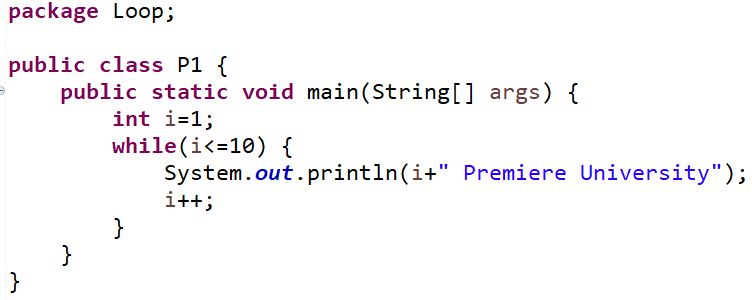 package Loop;
public class P1 {
public static void main(String[] args) {
int i=1;
while(i<=10) {
System.out.println(i+" Premiere University");
i++;
}
}
}